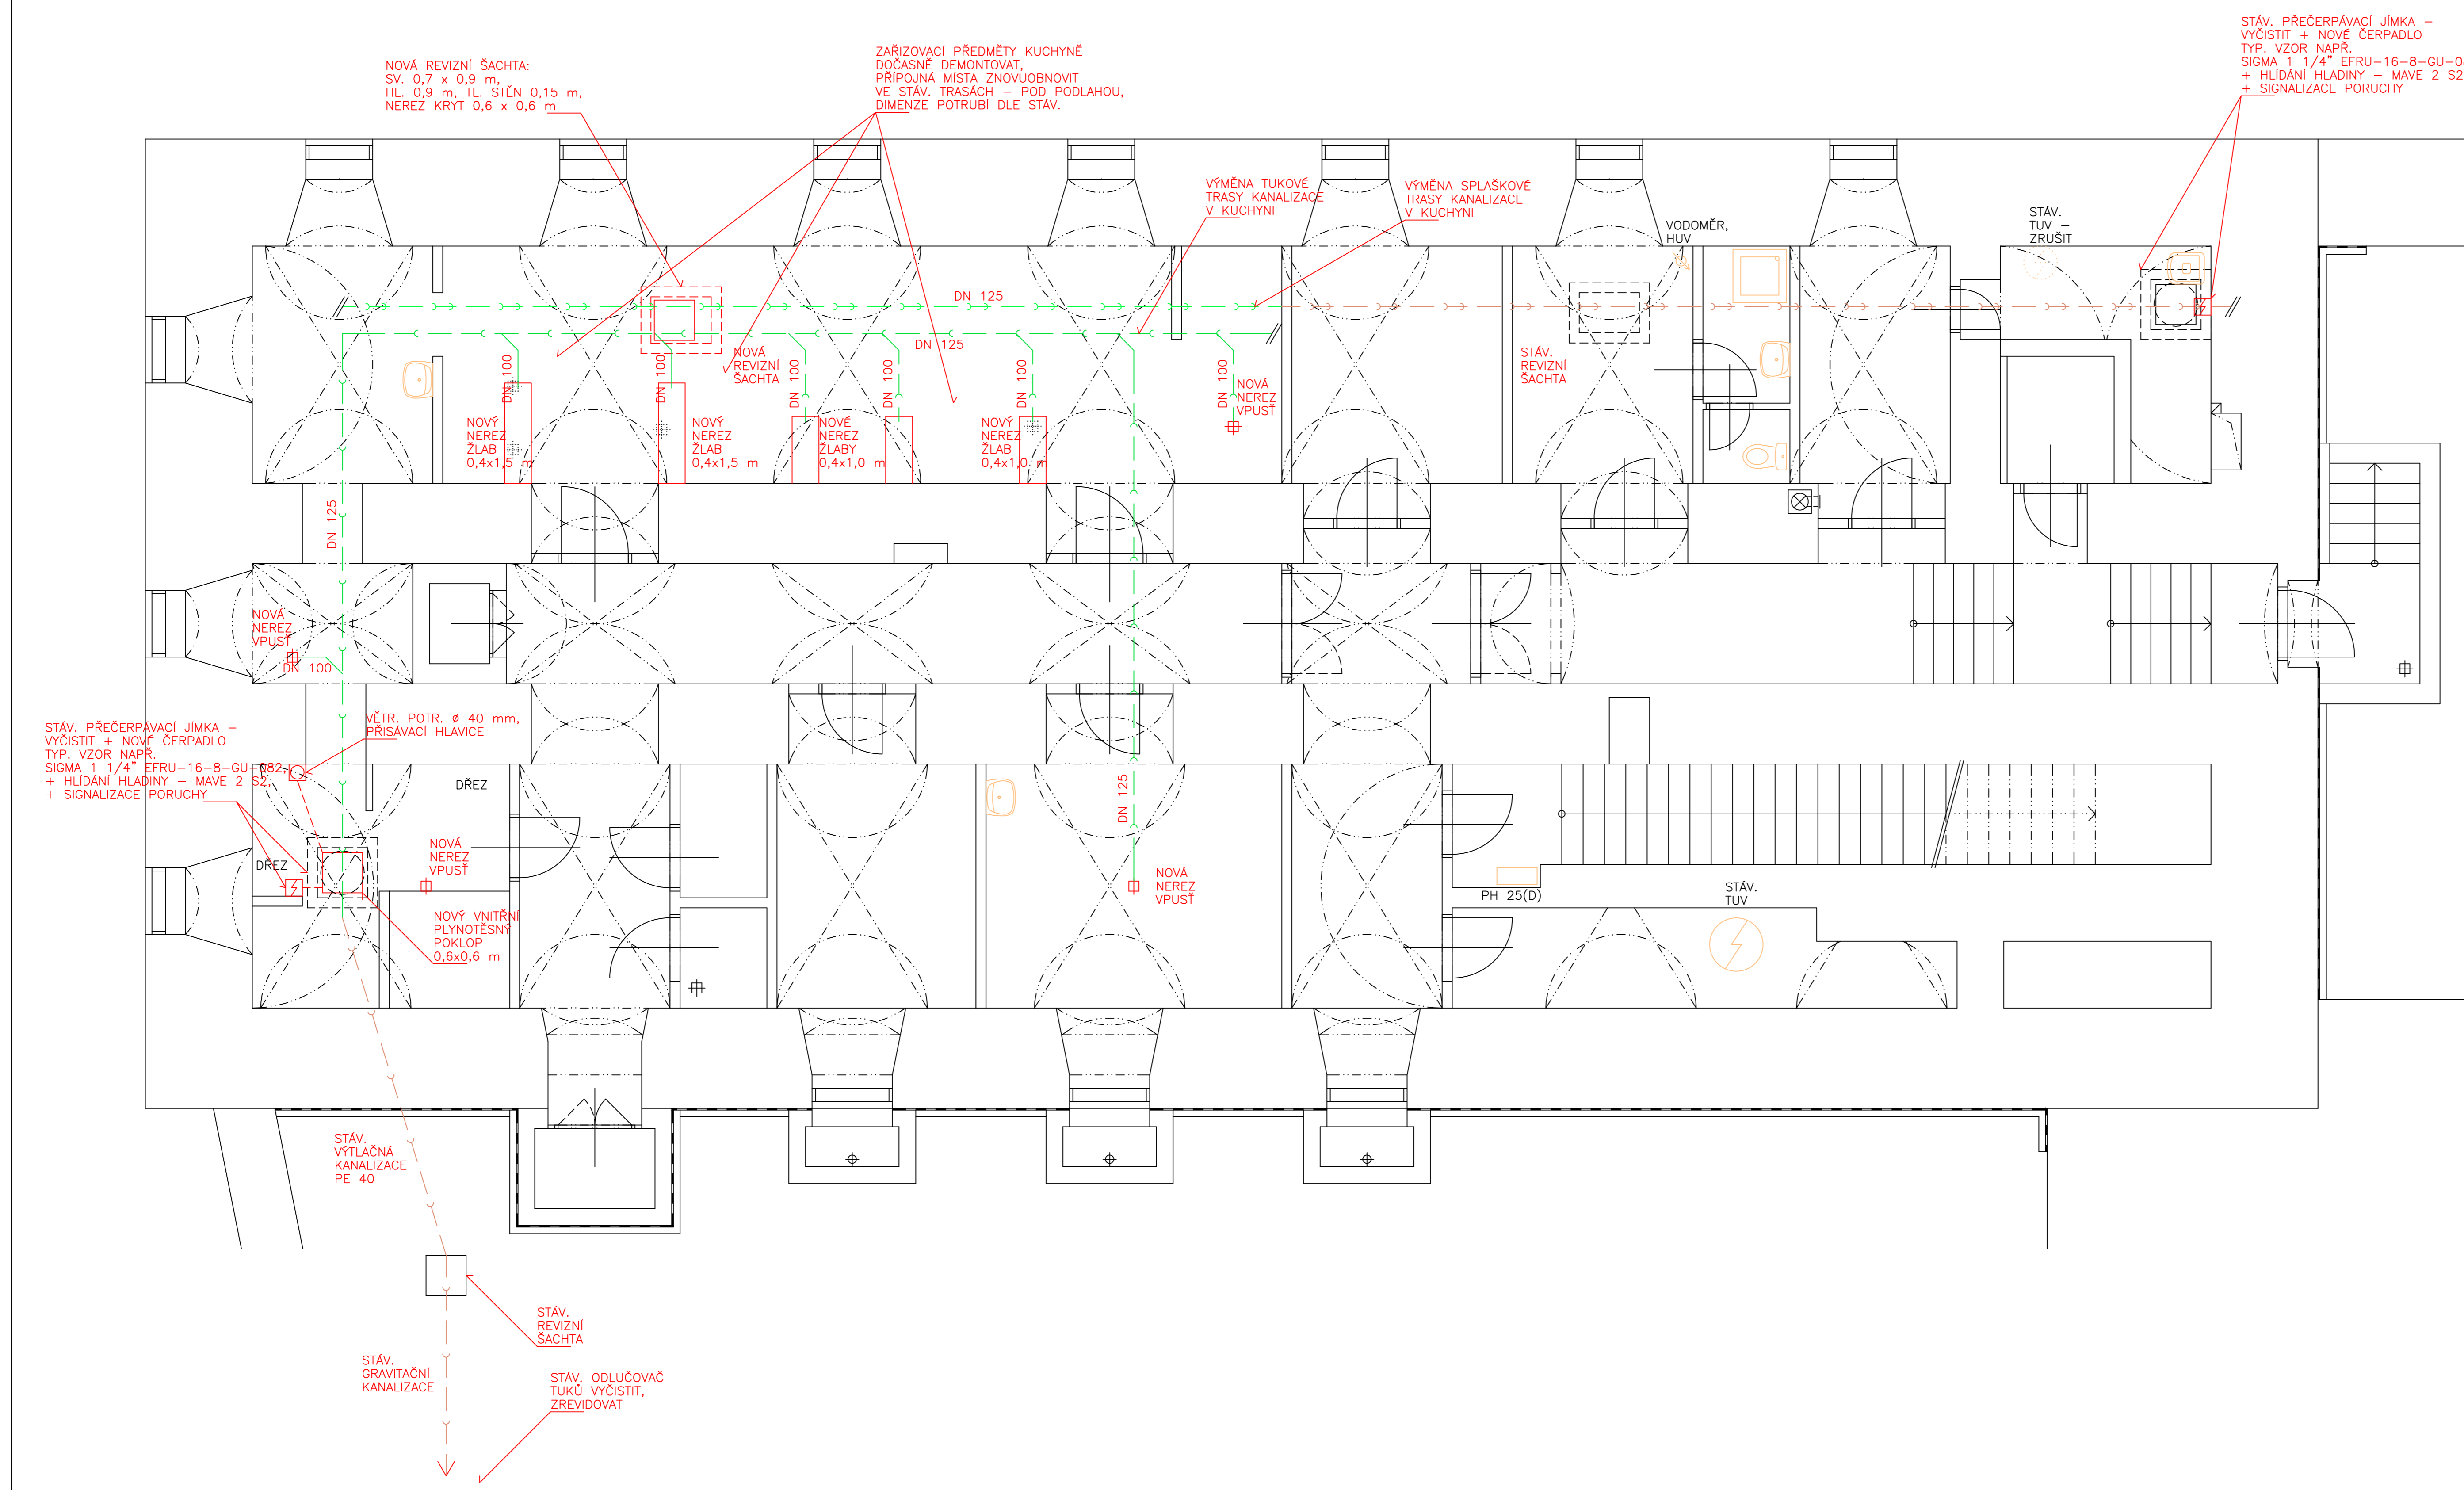 NOVÁ REVIZNÍ ŠACHTA:
SV. 0,7 x 0,9 m,
HL. 0,9 m, TL. STĚN 0,15 m,
NEREZ KRYT 0,6 x 0,6 m
ZAŘIZOVACÍ PŘEDMĚTY KUCHYNĚ
DOČASNĚ DEMONTOVAT,
PŘÍPOJNÁ MÍSTA ZNOVUOBNOVIT
VE STÁV. TRASÁCH – POD PODLAHOU,
DIMENZE POTRUBÍ DLE STÁV.
STÁV. PŘEČERPÁVACÍ JÍMKA –
VYČISTIT + NOVÉ ČERPADLO
TYP. VZOR NAPŘ.
SIGMA 1 1/4" EFRU–16–8–GU–0
+ HLÍDÁNÍ HLADINY – MAVE 2 S2
+ SIGNALIZACE PORUCHY
VÝMĚNA TUKOVÉ
TRASY KANALIZACE
V KUCHYNI
VÝMĚNA SPLAŠKOVÉ
TRASY KANALIZACE
V KUCHYNI
VODOMĚR,
HUV
STÁV.
TUV –
ZRUŠIT
DN 125
DN 125
NOVÁ
REVIZNÍ
ŠACHTA
STÁV.
REVIZNÍ
ŠACHTA
DN 100
DN 100
DN 100
DN 100
DN 100
DN 100
NOVÁ
NEREZ
VPUSŤ
NOVÝ
NEREZ
ŽLAB
0,4x1,5 m
NOVÝ
NEREZ
ŽLAB
0,4x1,5 m
NOVÉ
NEREZ
ŽLABY
0,4x1,0 m
NOVÝ
NEREZ
ŽLAB
0,4x1,0 m
DN 125
NOVÁ
NEREZ
VPUSŤ
DN 100
STÁV. PŘEČERPÁVACÍ JÍMKA –
VYČISTIT + NOVÉ ČERPADLO
TYP. VZOR NAPŘ.
SIGMA 1 1/4" EFRU–16–8–GU–082,
+ HLÍDÁNÍ HLADINY – MAVE 2 S2,
+ SIGNALIZACE PORUCHY
VĚTR. POTR. ø 40 mm,
PŘISÁVACÍ HLAVICE
DŘEZ
DŘEZ
NOVÁ
NEREZ
VPUSŤ
NOVÝ VNITŘNÍ
PLYNOTĚSNÝ
POKLOP
0,6x0,6 m
DN 125
NOVÁ
NEREZ
VPUSŤ
PH 25(D)
STÁV.
TUV
STÁV.
VÝTLAČNÁ
KANALIZACE
PE 40
STÁV.
REVIZNÍ
ŠACHTA
STÁV.
GRAVITAČNÍ
KANALIZACE
STÁV. ODLUČOVAČ
TUKŮ VYČISTIT,
ZREVIDOVAT